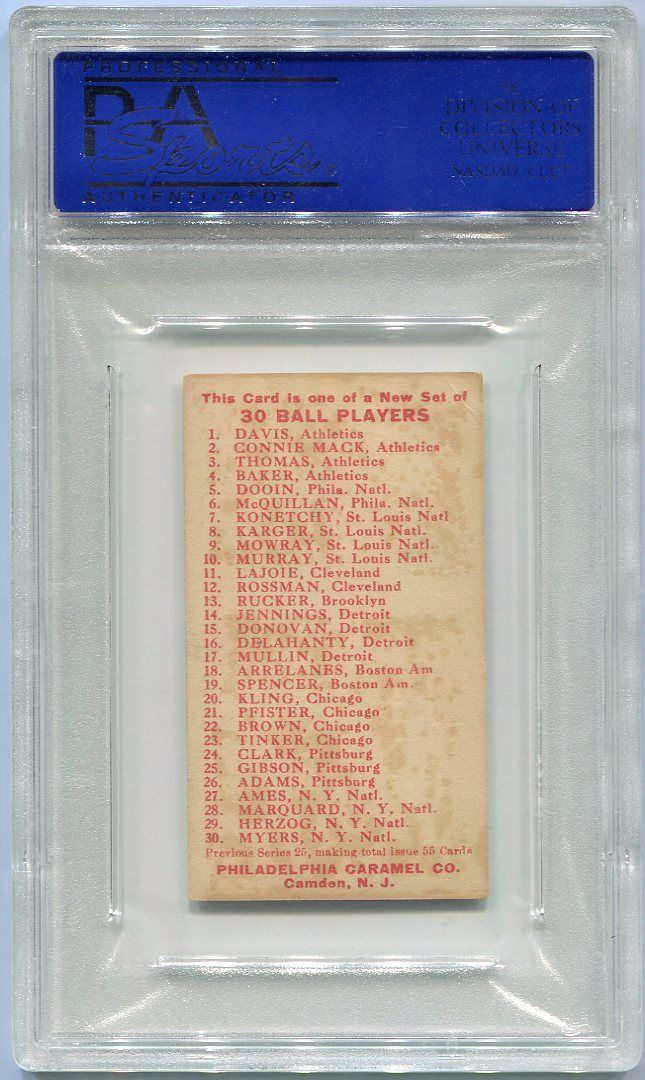 PROFESSIONAL
PSA
Sports
AUTHENTICATOR
A
DIVISION OF
COLLECTORS
UNIVERSE
NASDAQ: CLCT
This Card is one of a New Set of
30 BALL PLAYERS
1. DAVIS, Athletics
2. CONNIE MACK, Athletics
3. THOMAS, Athletics
4. BAKER, Athletics
5. DOOIN, Phila. Natl.
6. McQUILLAN, Phila. Natl.
7. KONETCHY, St. Louis Natl
8. KARGER, St. Louis Natl.
9. MOWRAY, St. Louis Natl.
10. MURRAY, St. Louis Natl.
11. LAJOIE, Cleveland
12. ROSSMAN, Cleveland
13. RUCKER, Brooklyn
14. JENNINGS, Detroit
15. DONOVAN, Detroit
16. DELAHANTY, Detroit
17. MULLIN, Detroit
18. ARRELANES, Boston Am
19. SPENCER, Boston Am.
20. KLING, Chicago
21. PFISTER, Chicago
22. BROWN, Chicago
23. TINKER, Chicago
24. CLARK, Pittsburg
25. GIBSON, Pittsburg
26. ADAMS, Pittsburg
27. AMES, N. Y. Natl.
28. MARQUARD, N. Y. Natl.
29. HERZOG, N. Y. Natl.
30. MYERS, N. Y. Natl.
Previous Series 25, making total issue 55 Cards
PHILADELPHIA CARAMEL CO.
Camden, N. J.